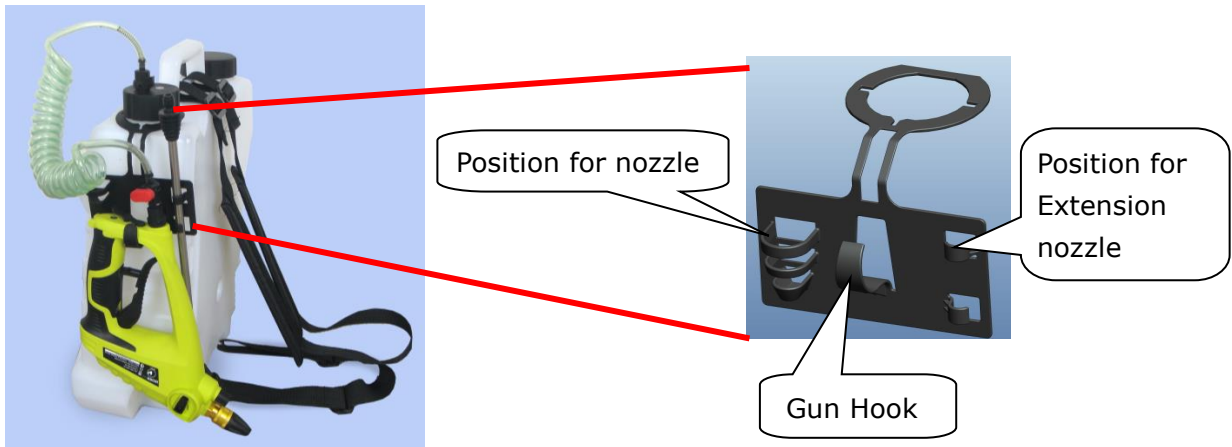 Position for nozzle
Position for
Extension
nozzle
Gun Hook